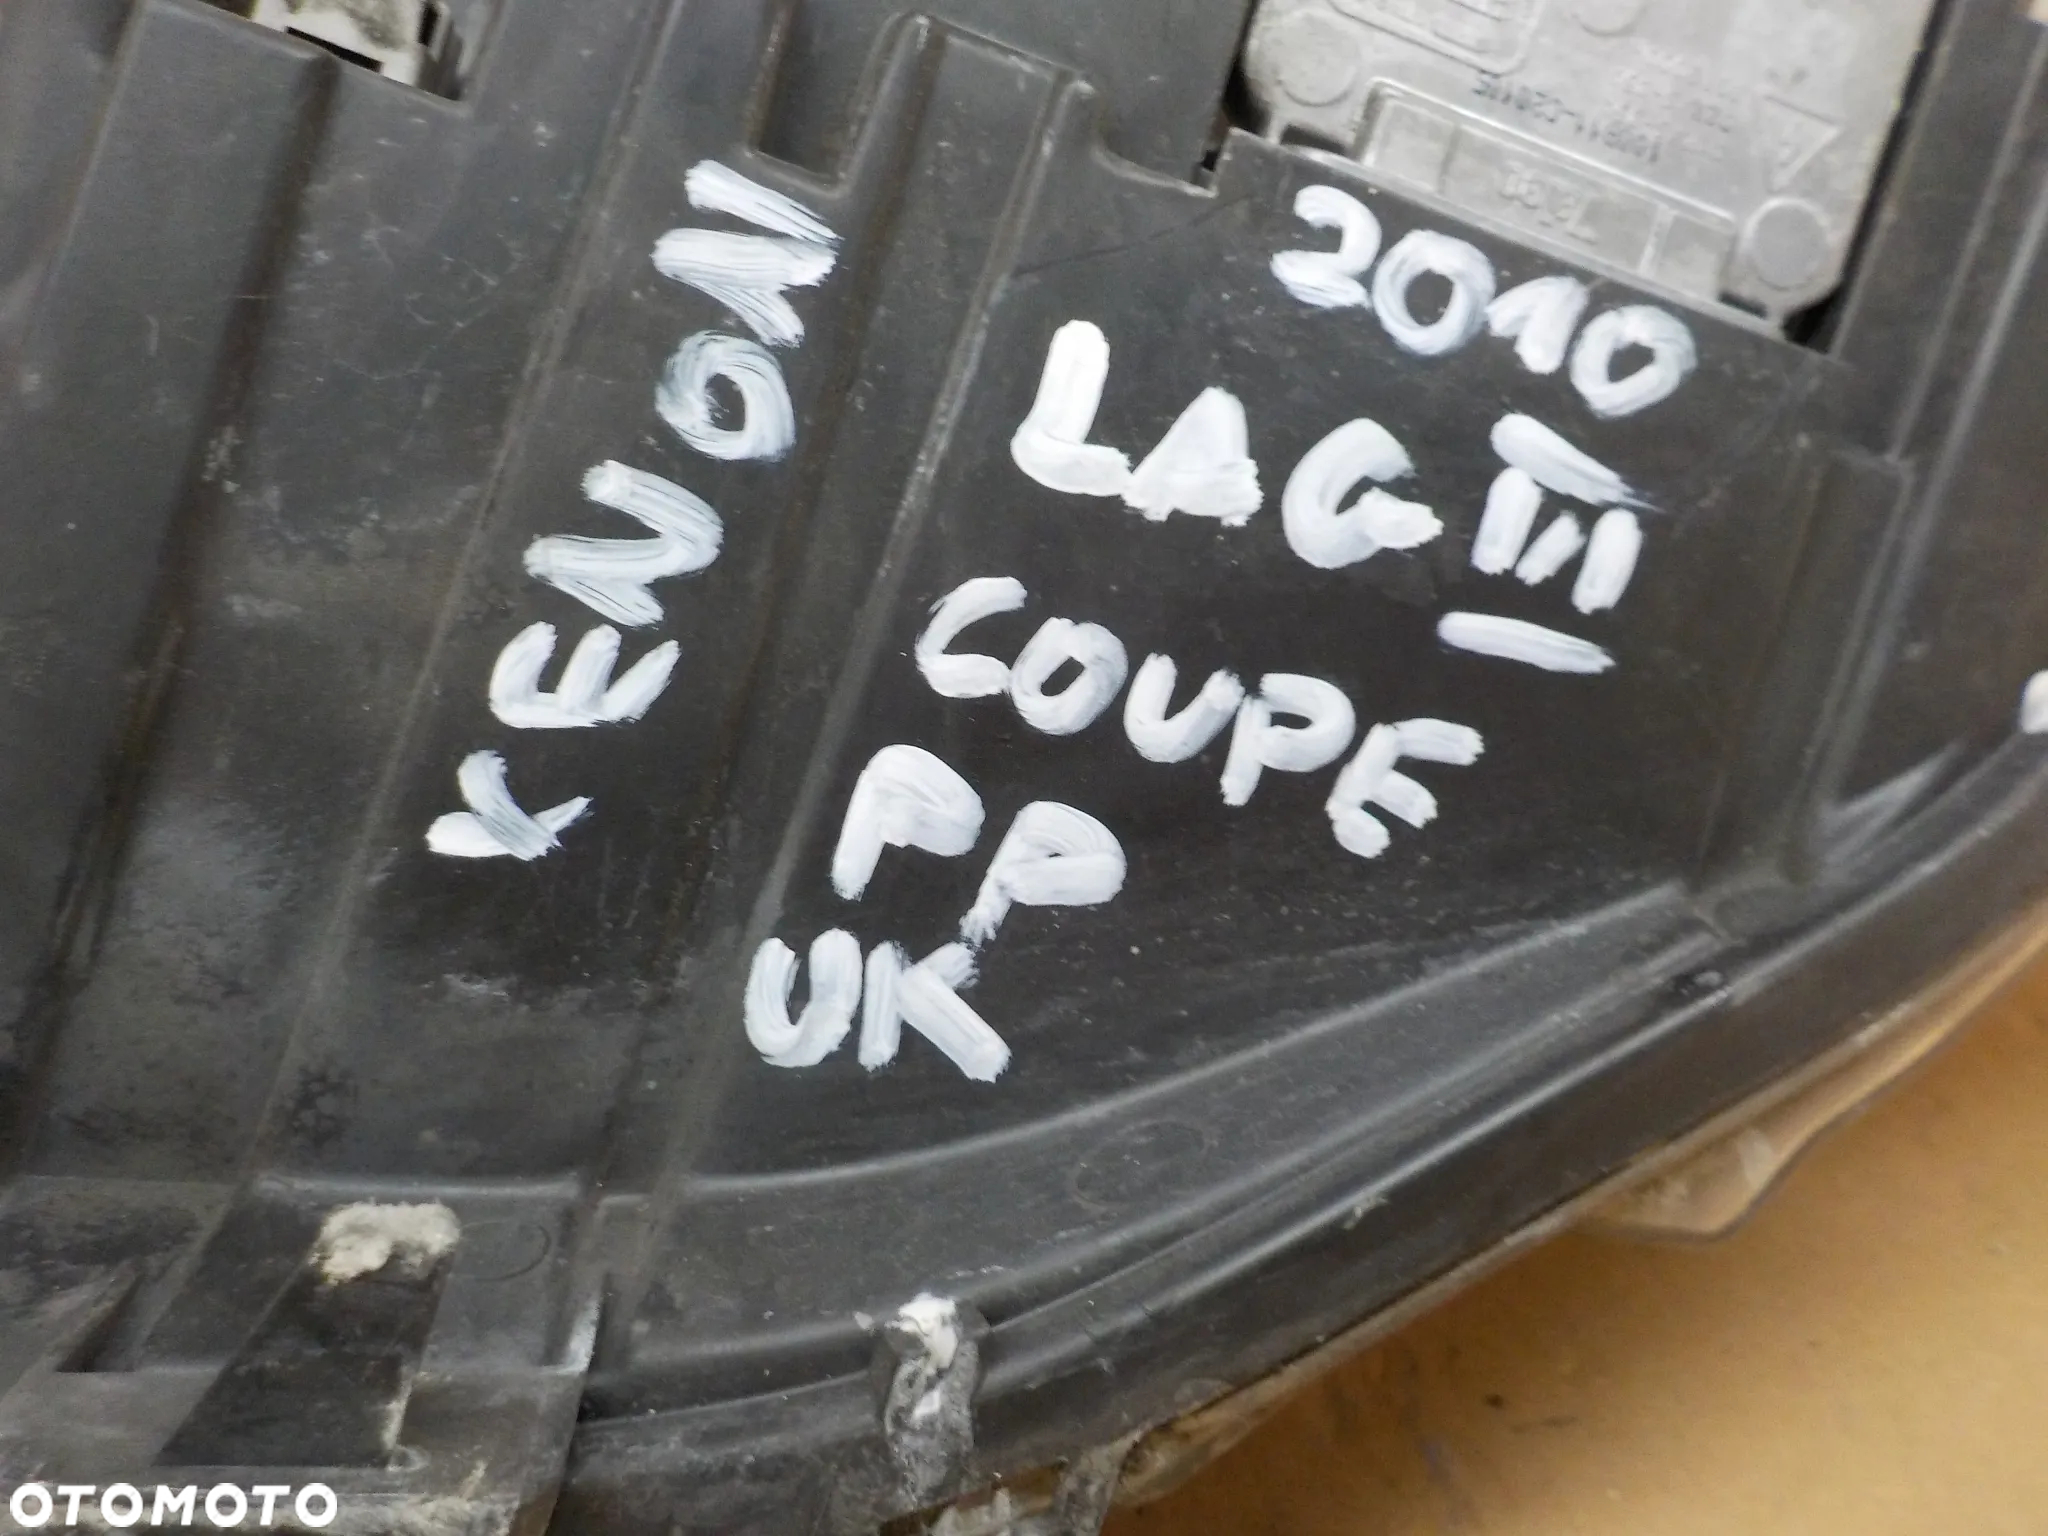 2010
LAG III
COUPE
PP
UK
KENON
OTOMOTO